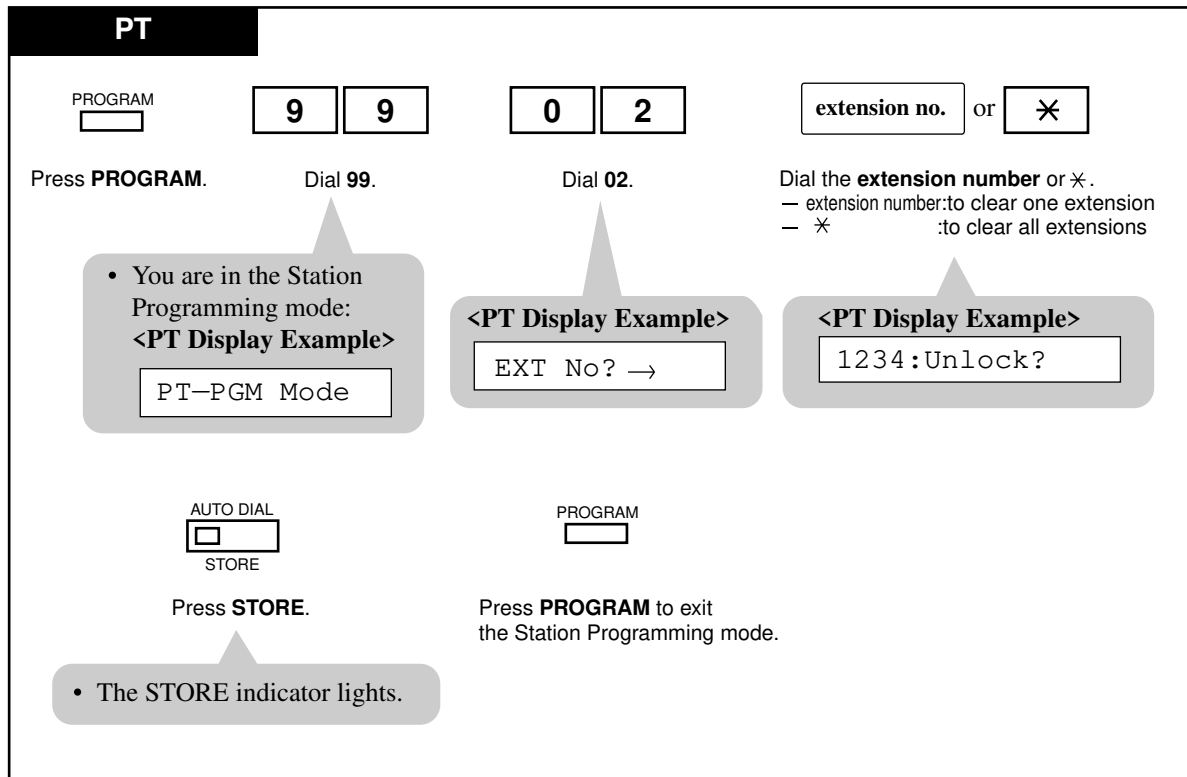 PT
PROGRAM
9 9
0 2
extension no. or ✳
Press PROGRAM.
Dial 99.
Dial 02.
Dial the extension number or ✳.
— extension number:to clear one extension
— ✳ :to clear all extensions
• You are in the Station
Programming mode:
<PT Display Example>
PT–PGM Mode
<PT Display Example>
EXT No? →
<PT Display Example>
1234:Unlock?
AUTO DIAL
STORE
Press STORE.
• The STORE indicator lights.
PROGRAM
Press PROGRAM to exit
the Station Programming mode.